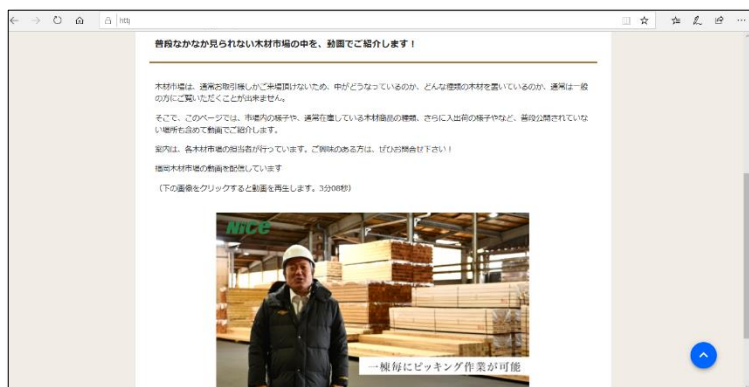 http
普段なかなか見られない木材市場の中を、動画でご紹介します！
木材市場は、通常お取引様しかご来場頂けないため、中がどうなっているのか、どんな種類の木材を置いているのか、通常は一般
の方にご覧いただくことが出来ません。
そこで、このページでは、市場内の様子や、通常在庫している木材商品の種類、さらに入出荷の様子やなど、普段公開されていな
い場所も含めて動画でご紹介します。
案内は、各木材市場の担当者が行っています。ご興味のある方は、ぜひお問合せ下さい！
福岡木材市場の動画を配信しています
（下の画像をクリックすると動画を再生します。3分08秒）
Nice
一棟毎にピッキング作業が可能